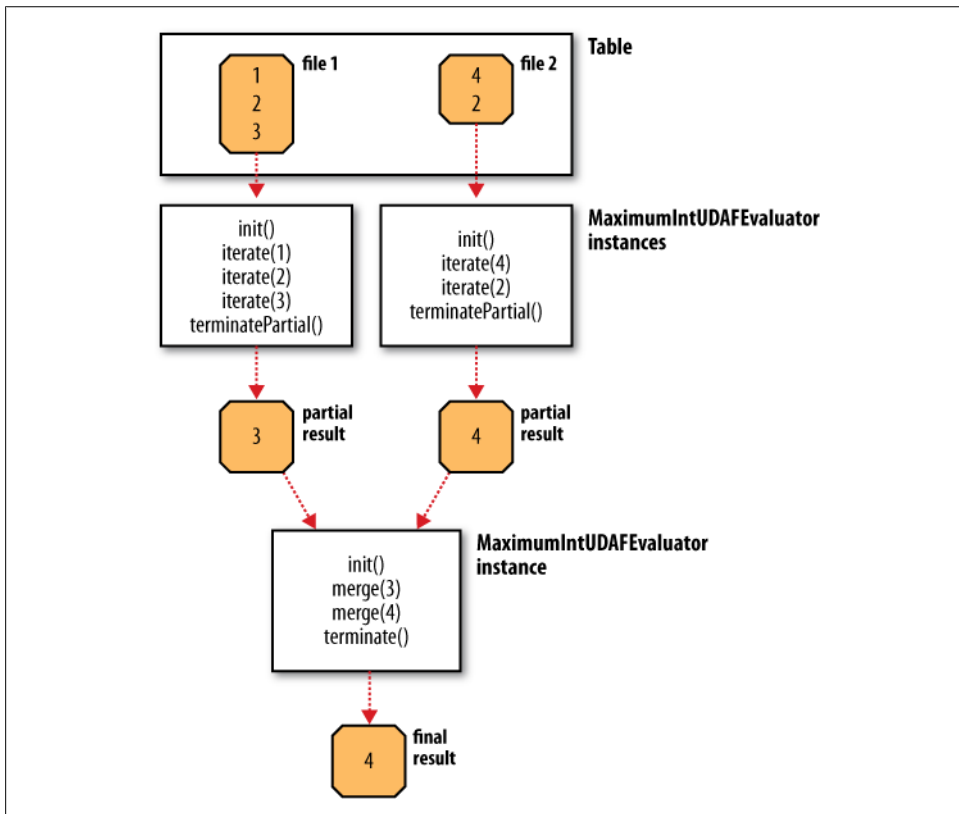 Table
file 1
1
2
3
file 2
4
2
MaximumIntUDAFEvaluator
instances
init()
iterate(1)
iterate(2)
iterate(3)
terminatePartial()
init()
iterate(4)
iterate(2)
terminatePartial()
3
partial
result
4
partial
result
MaximumIntUDAFEvaluator
instance
init()
merge(3)
merge(4)
terminate()
4
final
result